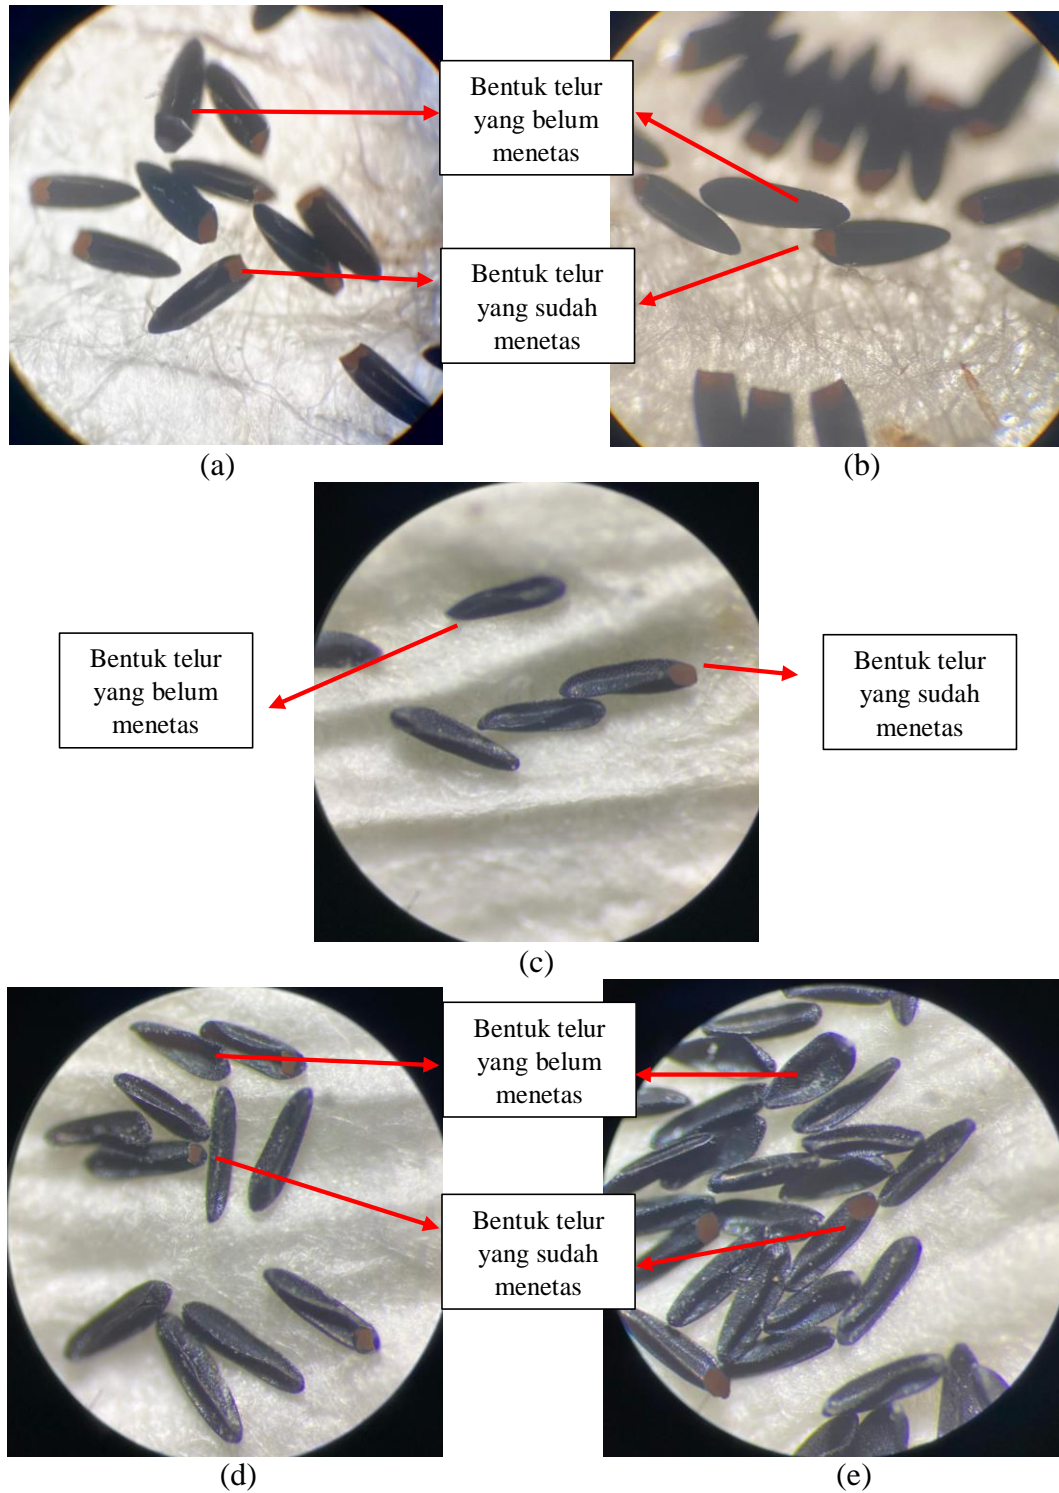 Bentuk telur
yang belum
menetas
Bentuk telur
yang sudah
menetas
(a)
(b)
Bentuk telur
yang belum
menetas
Bentuk telur
yang sudah
menetas
(c)
Bentuk telur
yang belum
menetas
Bentuk telur
yang sudah
menetas
(d)
(e)